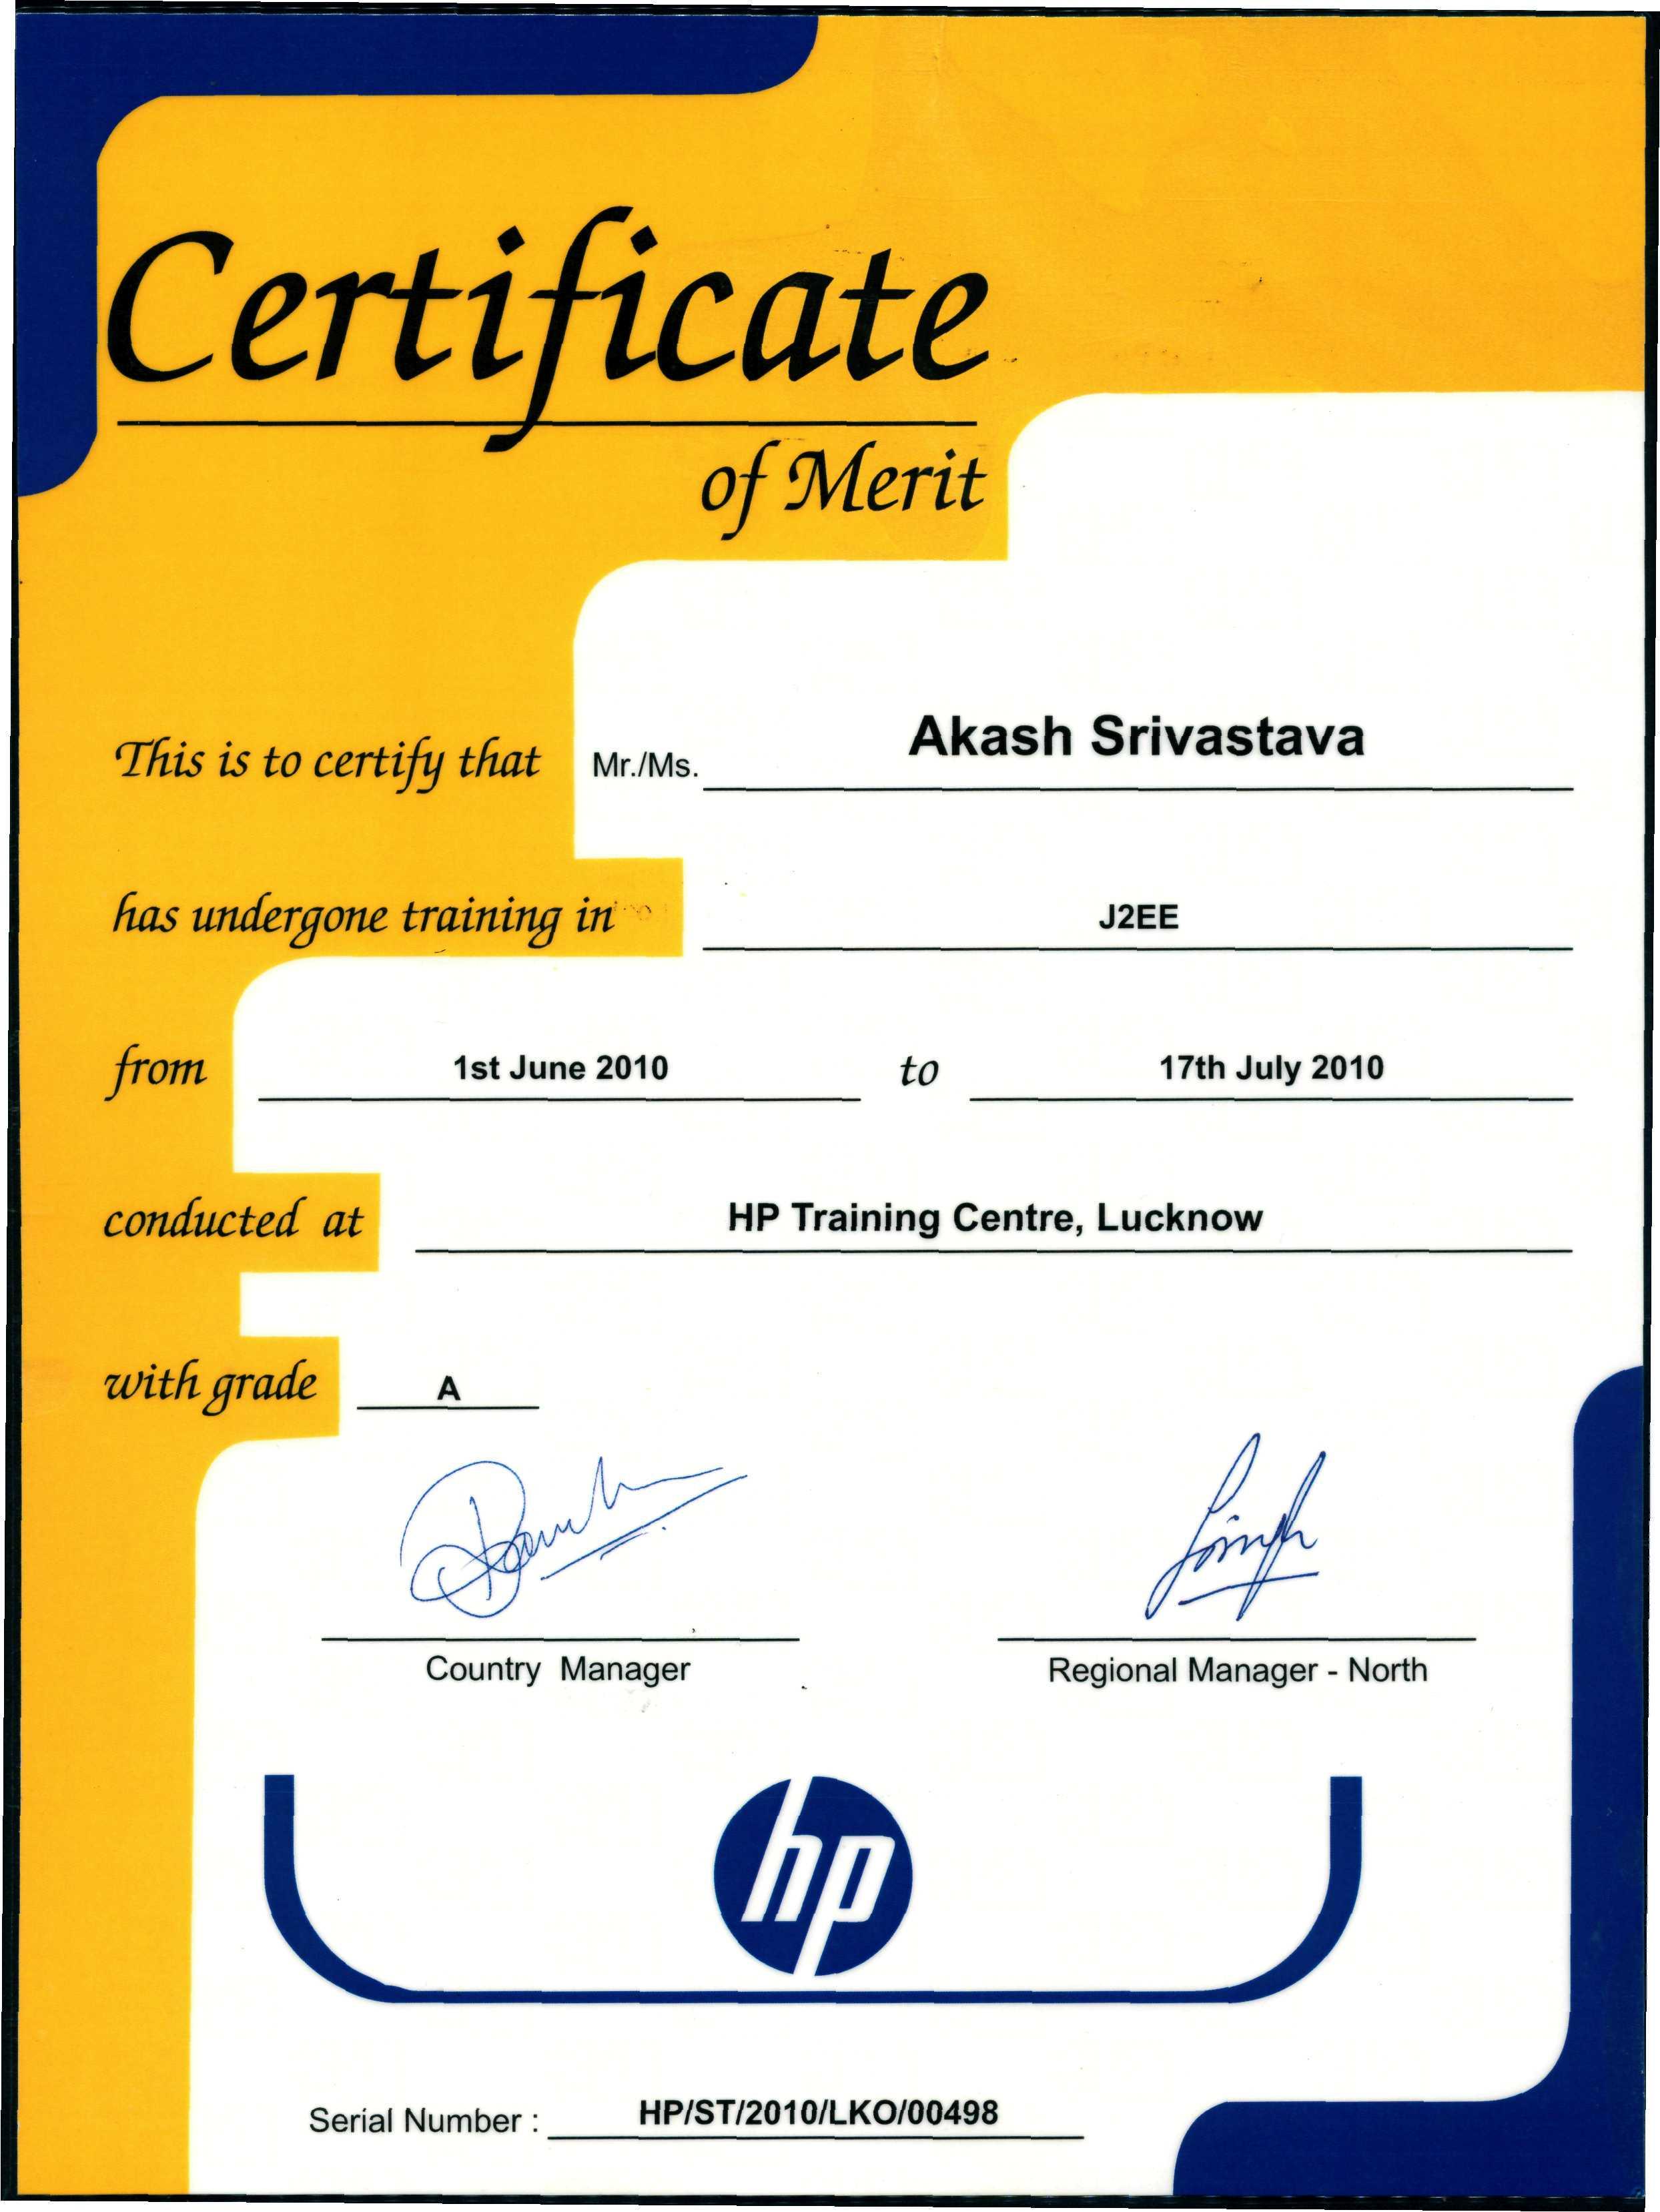 Certificate
of Merit
This is to certify that Mr./Ms. Akash Srivastava
has undergone training in J2EE
from 1st June 2010 to 17th July 2010
conducted at HP Training Centre, Lucknow
with grade A
Country Manager Regional Manager - North
hp
Serial Number : HP/ST/2010/LKO/00498